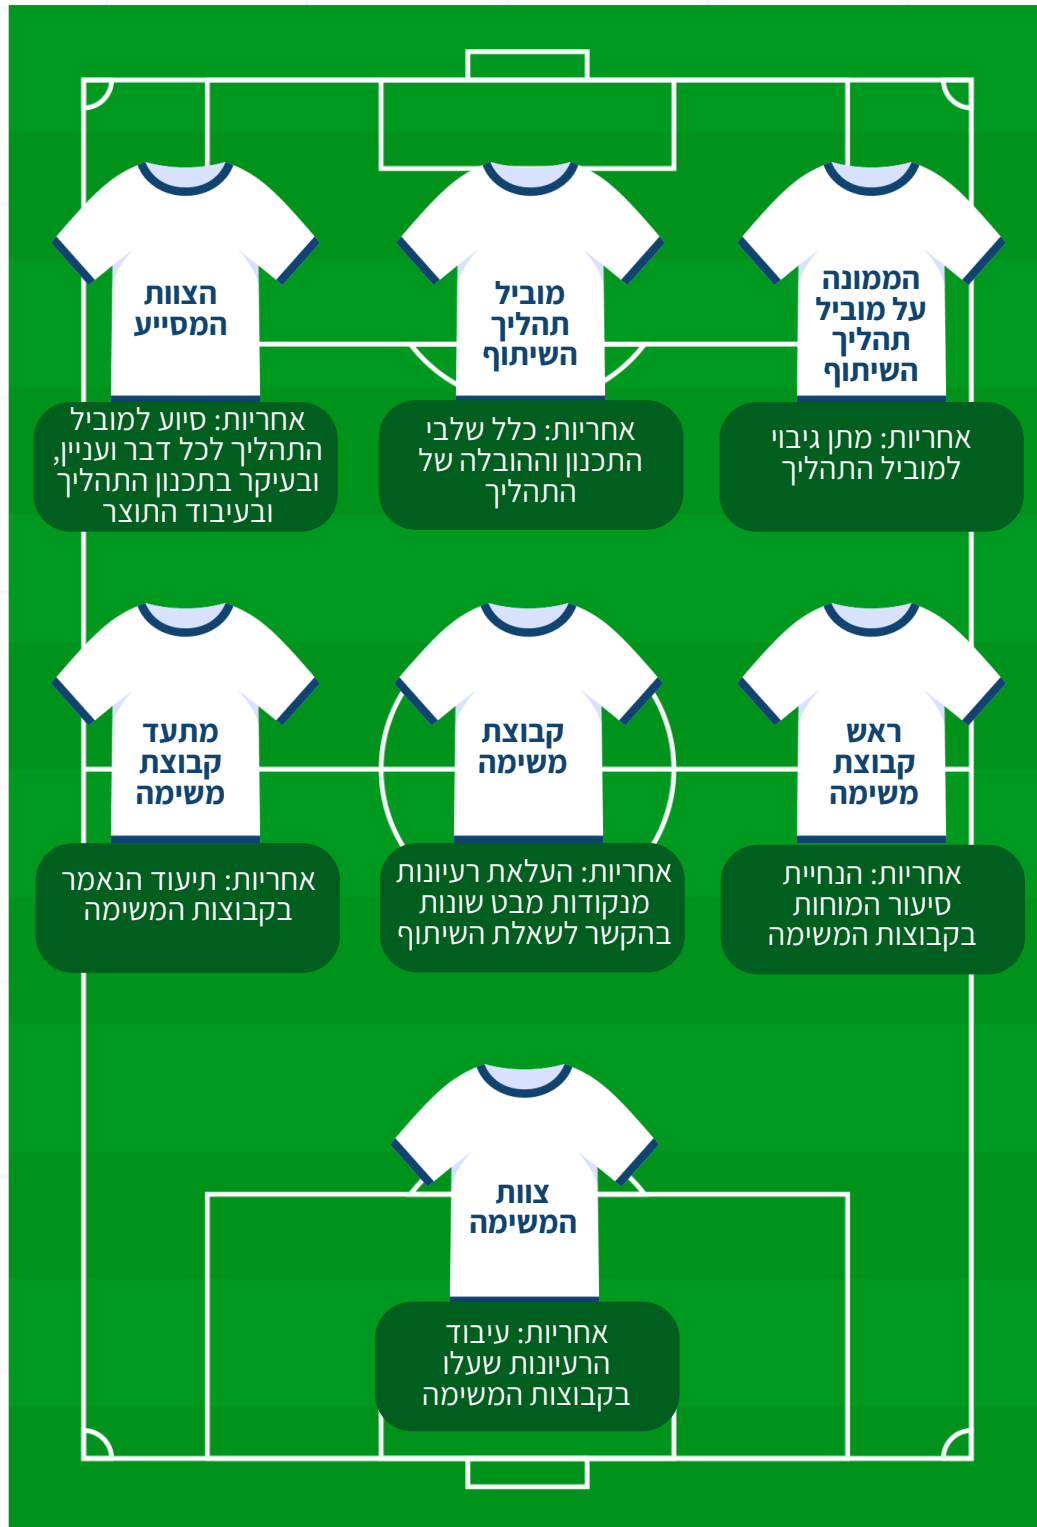 הממונה
על מוביל
תהליך
השיתוף
אחריות: מתן גיבוי
למוביל התהליך
מוביל
תהליך
השיתוף
אחריות: כלל שלבי
התכנון וההובלה של
התהליך
הצוות
המסייע
אחריות: סיוע למוביל
התהליך לכל דבר ועניין,
ובעיקר בתכנון התהליך
ובעיבוד התוצר
ראש
קבוצת
משימה
אחריות: הנחיית
סיעור המוחות
בקבוצות המשימה
קבוצת
משימה
אחריות: העלאת רעיונות
מנקודות מבט שונות
בהקשר לשאלת השיתוף
מתעד
קבוצת
משימה
אחריות: תיעוד הנאמר
בקבוצות המשימה
צוות
המשימה
אחריות: עיבוד
הרעיונות שעלו
בקבוצות המשימה